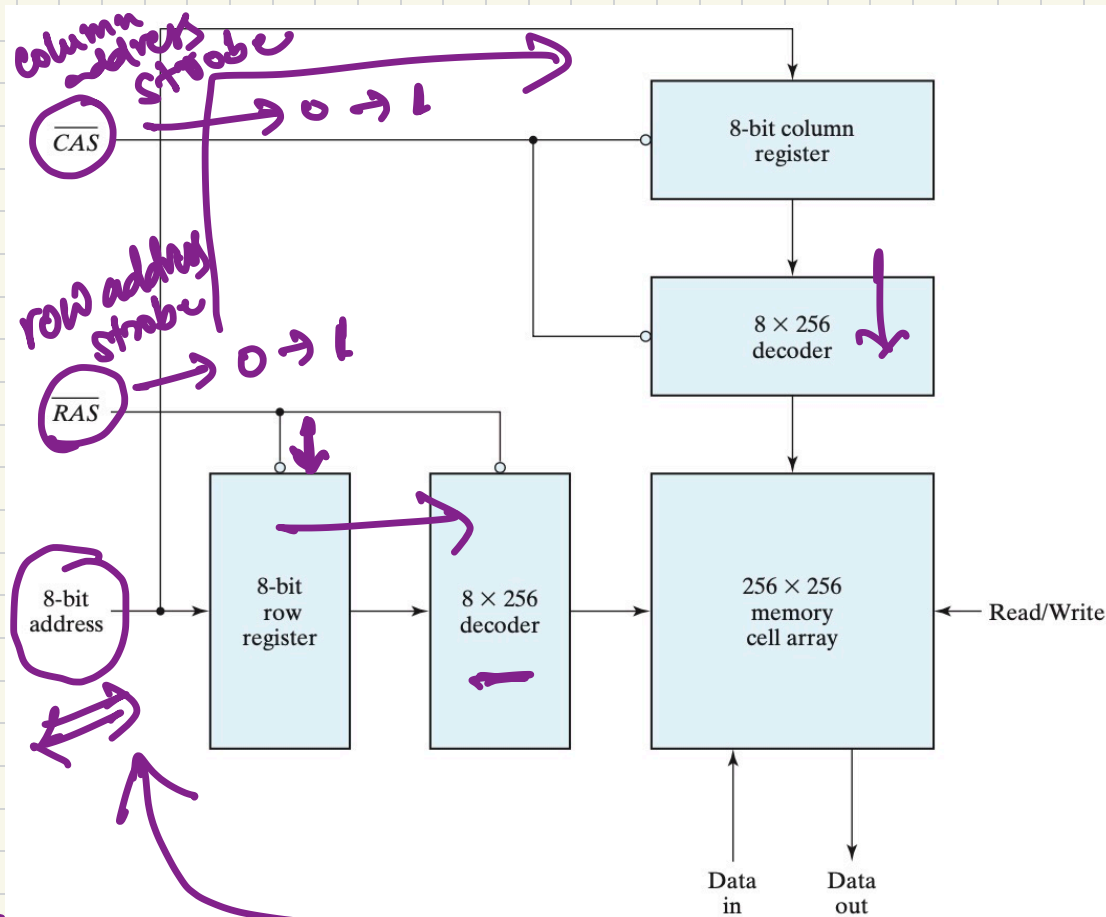 column
address
strobe
0 → 1
CAS
8-bit column
register
row address
strobe
0 → 1
8 × 256
decoder
RAS
8-bit
address
8-bit
row
register
8 × 256
decoder
256 × 256
memory
cell array
Read/Write
Data
in
Data
out